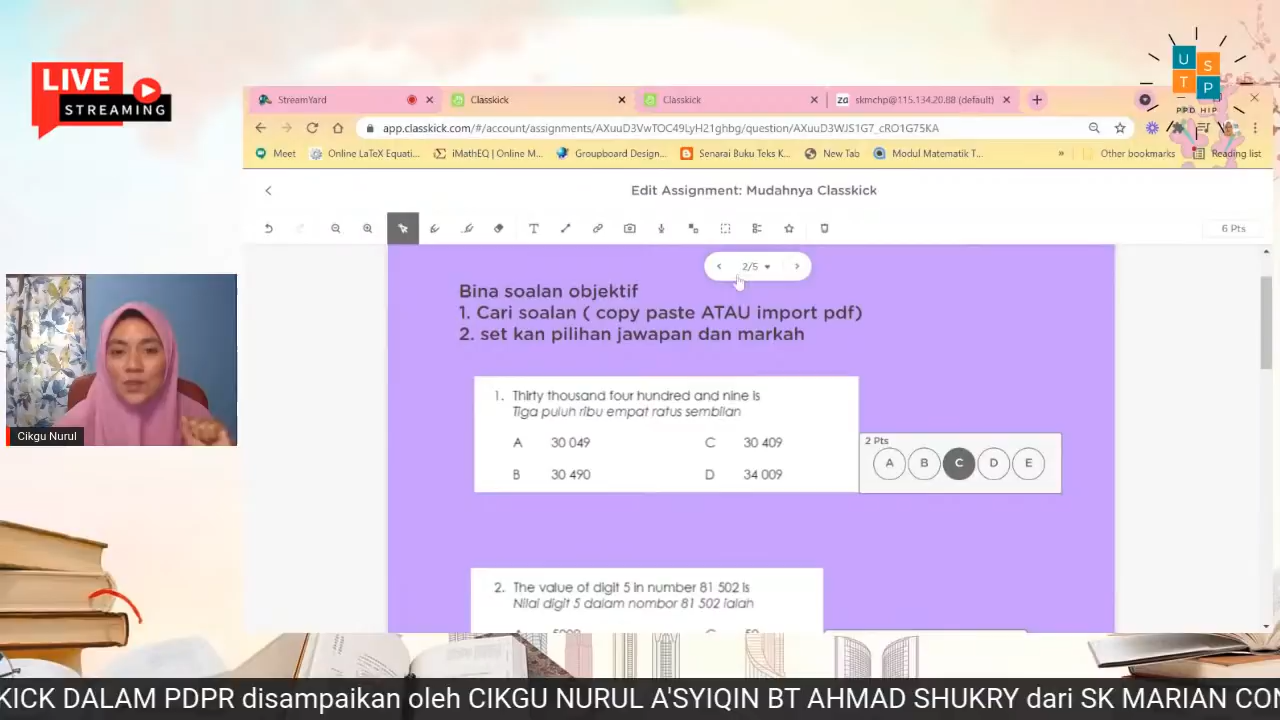 LIVE
STREAMING
U S
T P
PPD HIP
StreamYard
Classkick
Classkick
za skmchp@115.134.20.88 (default)
app.classkick.com/#/account/assignments/AXuuD3VwTOC49LyH21ghbg/question/AXuuD3WJS1G7_cRO1G75KA
Meet
Online LaTeX Equati...
iMathEQ | Online M...
Groupboard Design...
Senarai Buku Teks K...
New Tab
Modul Matematik T...
Other bookmarks
Reading list
Edit Assignment: Mudahnya Classkick
6 Pts
2/5
Bina soalan objektif
1. Cari soalan ( copy paste ATAU import pdf)
2. set kan pilihan jawapan dan markah
1. Thirty thousand four hundred and nine is
Tiga puluh ribu empat ratus sembilan
A 30 049 C 30 409
B 30 490 D 34 009
2 Pts
A B C D E
2. The value of digit 5 in number 81 502 is
Nilai digit 5 dalam nombor 81 502 ialah
Cikgu Nurul
KICK DALAM PDPR disampaikan oleh CIKGU NURUL A'SYIQIN BT AHMAD SHUKRY dari SK MARIAN CON